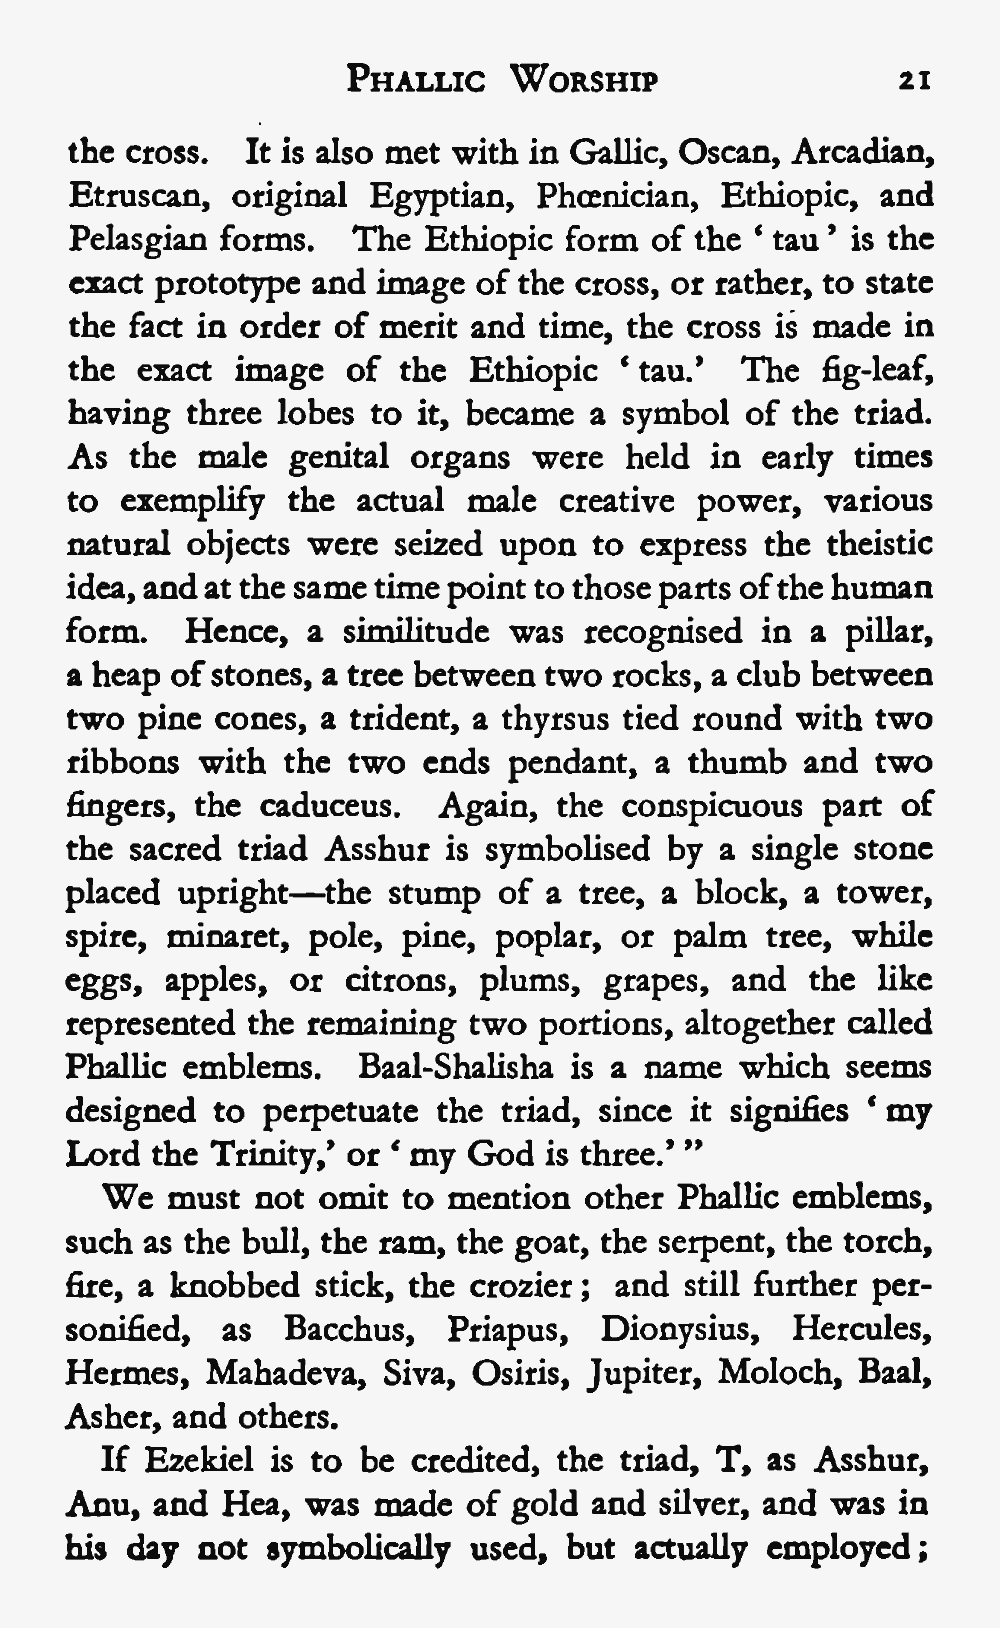 PHALLIC WORSHIP 21
the cross. It is also met with in Gallic, Oscan, Arcadian,
Etruscan, original Egyptian, Phœnician, Ethiopic, and
Pelasgian forms. The Ethiopic form of the ‘ tau ’ is the
exact prototype and image of the cross, or rather, to state
the fact in order of merit and time, the cross is made in
the exact image of the Ethiopic ‘ tau.’ The fig-leaf,
having three lobes to it, became a symbol of the triad.
As the male genital organs were held in early times
to exemplify the actual male creative power, various
natural objects were seized upon to express the theistic
idea, and at the same time point to those parts of the human
form. Hence, a similitude was recognised in a pillar,
a heap of stones, a tree between two rocks, a club between
two pine cones, a trident, a thyrsus tied round with two
ribbons with the two ends pendant, a thumb and two
fingers, the caduceus. Again, the conspicuous part of
the sacred triad Asshur is symbolised by a single stone
placed upright—the stump of a tree, a block, a tower,
spire, minaret, pole, pine, poplar, or palm tree, while
eggs, apples, or citrons, plums, grapes, and the like
represented the remaining two portions, altogether called
Phallic emblems. Baal-Shalisha is a name which seems
designed to perpetuate the triad, since it signifies ‘ my
Lord the Trinity,’ or ‘ my God is three.’ ”
We must not omit to mention other Phallic emblems,
such as the bull, the ram, the goat, the serpent, the torch,
fire, a knobbed stick, the crozier ; and still further per-
sonified, as Bacchus, Priapus, Dionysius, Hercules,
Hermes, Mahadeva, Siva, Osiris, Jupiter, Moloch, Baal,
Asher, and others.
If Ezekiel is to be credited, the triad, T, as Asshur,
Anu, and Hea, was made of gold and silver, and was in
his day not symbolically used, but actually employed ;